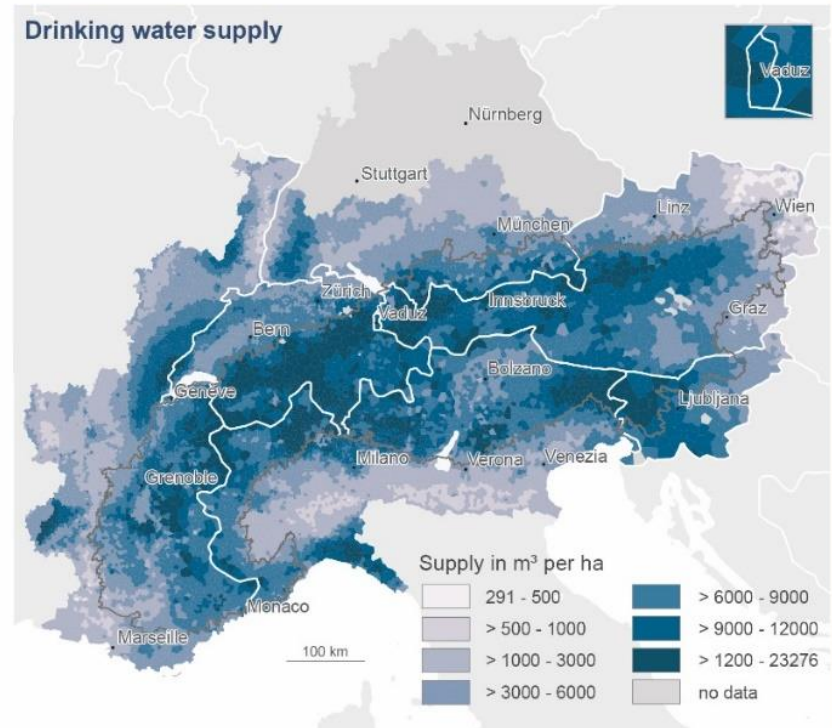 Drinking water supply
Vaduz
Nürnberg
Stuttgart
Linz
Wien
München
Zürich
Innsbruck
Vaduz
Graz
Bern
Bolzano
Genève
Ljubljana
Milano
Verona
Venezia
Grenoble
Supply in m³ per ha
291 - 500
> 6000 - 9000
> 500 - 1000
> 9000 - 12000
> 1000 - 3000
> 1200 - 23276
> 3000 - 6000
no data
Monaco
Marseille
100 km